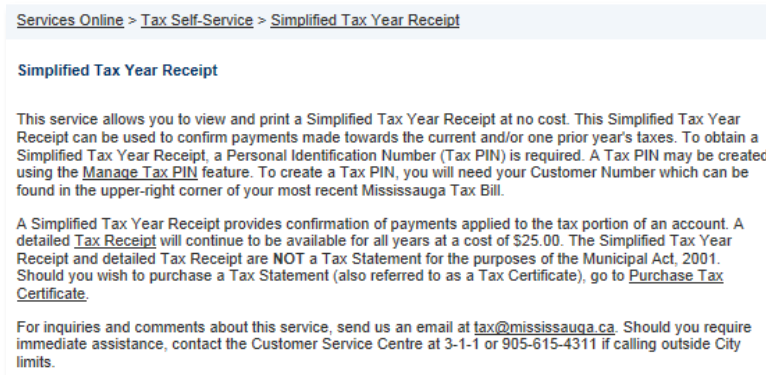 Services Online > Tax Self-Service > Simplified Tax Year Receipt
Simplified Tax Year Receipt
This service allows you to view and print a Simplified Tax Year Receipt at no cost. This Simplified Tax Year
Receipt can be used to confirm payments made towards the current and/or one prior year's taxes. To obtain a
Simplified Tax Year Receipt, a Personal Identification Number (Tax PIN) is required. A Tax PIN may be created
using the Manage Tax PIN feature. To create a Tax PIN, you will need your Customer Number which can be
found in the upper-right corner of your most recent Mississauga Tax Bill.
A Simplified Tax Year Receipt provides confirmation of payments applied to the tax portion of an account. A
detailed Tax Receipt will continue to be available for all years at a cost of $25.00. The Simplified Tax Year
Receipt and detailed Tax Receipt are NOT a Tax Statement for the purposes of the Municipal Act, 2001.
Should you wish to purchase a Tax Statement (also referred to as a Tax Certificate), go to Purchase Tax
Certificate.
For inquiries and comments about this service, send us an email at tax@mississauga.ca. Should you require
immediate assistance, contact the Customer Service Centre at 3-1-1 or 905-615-4311 if calling outside City
limits.